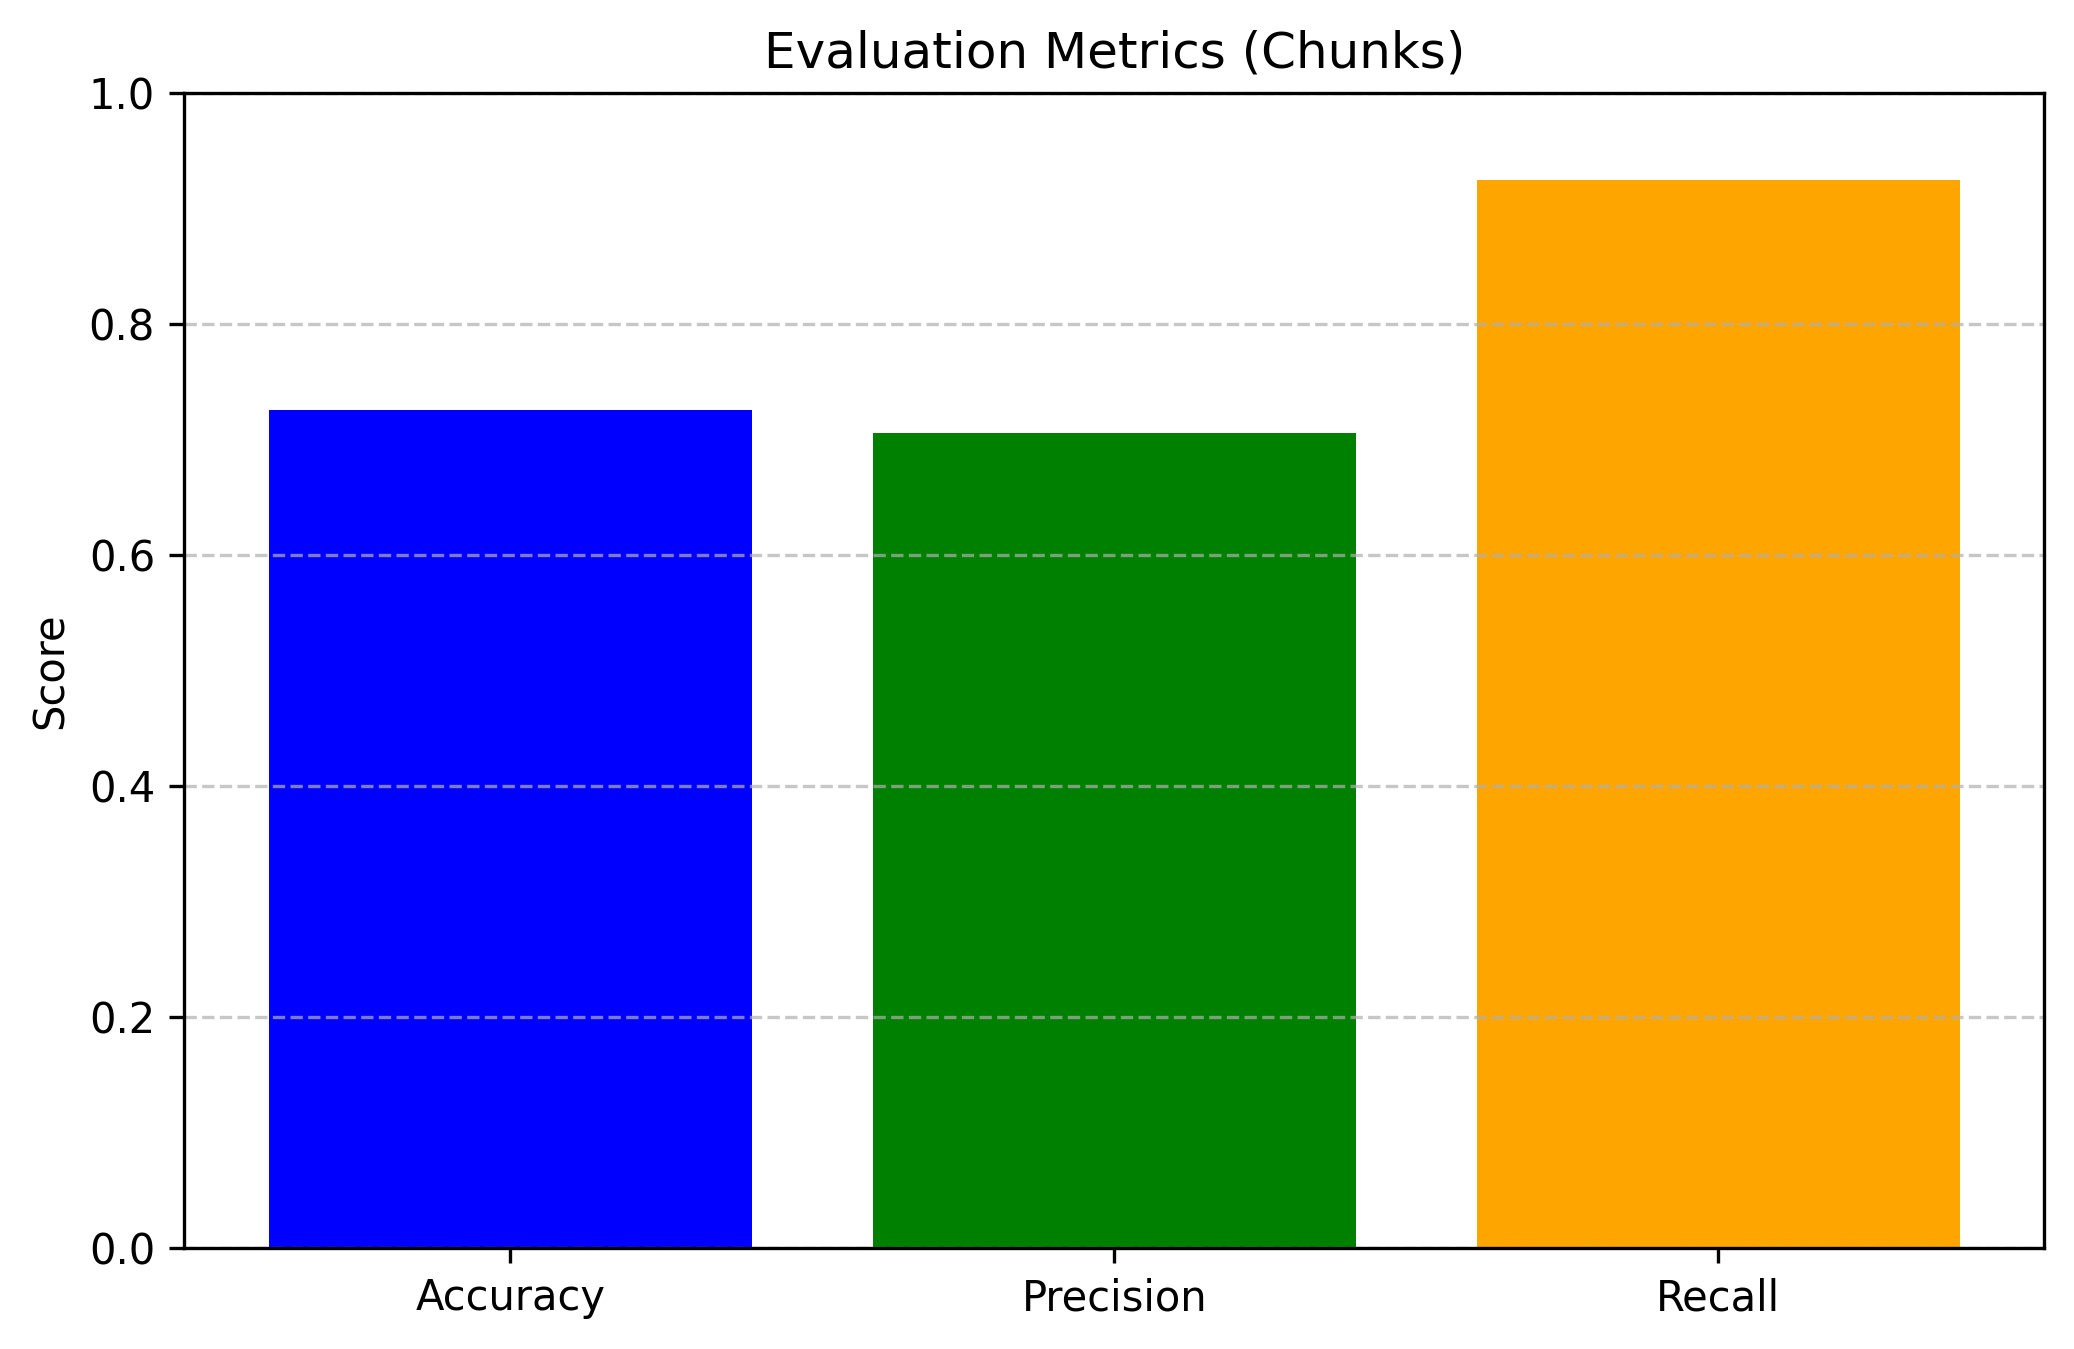 Evaluation Metrics (Chunks)
1.0
0.8
0.6
0.4
0.2
0.0
Score
Accuracy
Precision
Recall